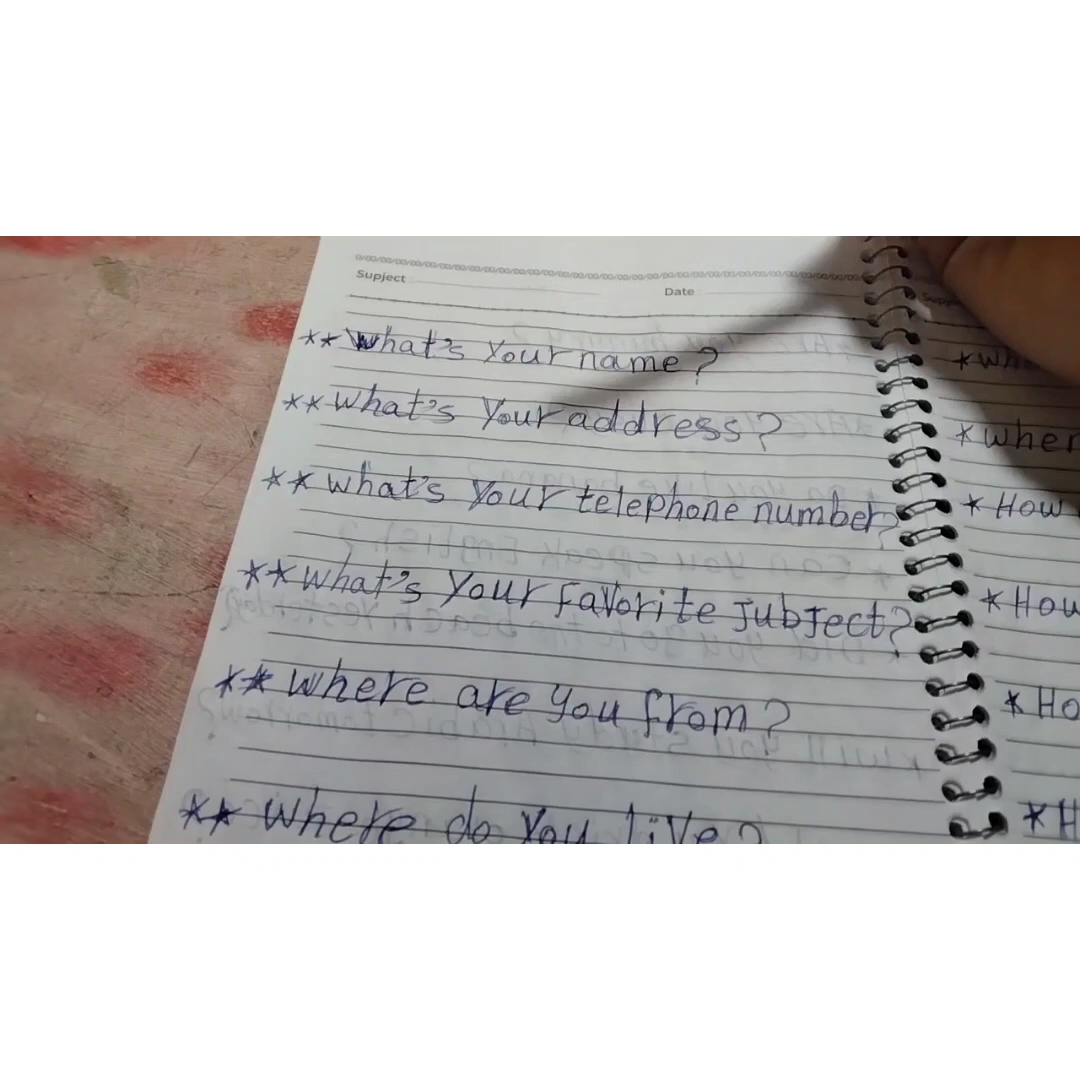 Supject
Date
** What's your name?
** what's your address?
** what's your telephone number?
** what's your favorite jubject?
** where are you from?
** where do you live?
* wh
* wher
* How
* How
* Ho
* H